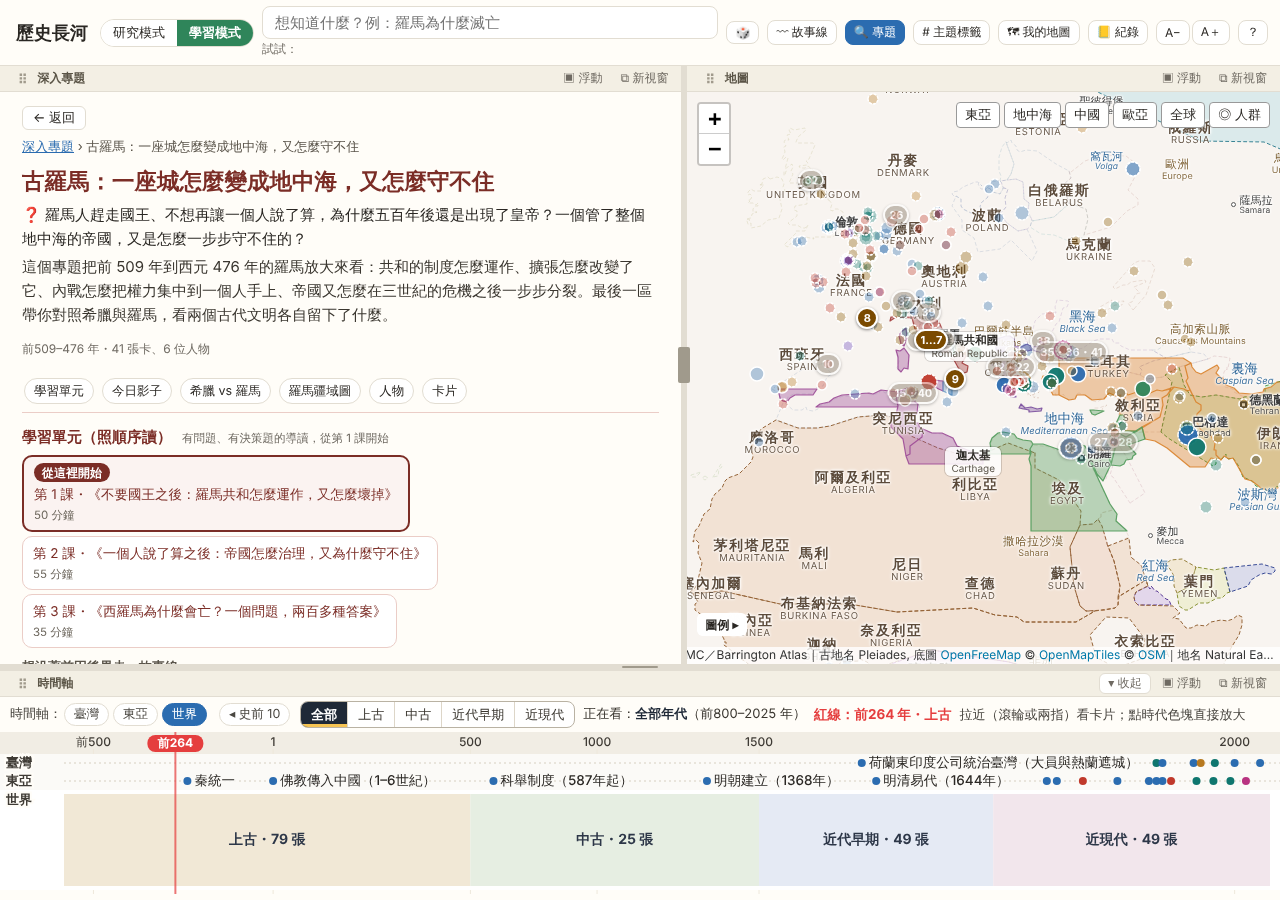 歷史長河
研究模式 學習模式
想知道什麼？例：羅馬為什麼滅亡
試試：
故事線
專題
# 主題標籤
我的地圖
紀錄
A−
A＋
？
深入專題
浮動
新視窗
← 返回
深入專題 › 古羅馬：一座城怎麼變成地中海，又怎麼守不住
古羅馬：一座城怎麼變成地中海，又怎麼守不住
❓ 羅馬人趕走國王、不想再讓一個人說了算，為什麼五百年後還是出現了皇帝？一個管了整個
地中海的帝國，又是怎麼一步步守不住的？
這個專題把前 509 年到西元 476 年的羅馬放大來看：共和的制度怎麼運作、擴張怎麼改變了
它、內戰怎麼把權力集中到一個人手上、帝國又怎麼在三世紀的危機之後一步步分裂。最後一區
帶你對照希臘與羅馬，看兩個古代文明各自留下了什麼。
前509–476 年・41 張卡、6 位人物
學習單元
今日影子
希臘 vs 羅馬
羅馬疆域圖
人物
卡片
學習單元（照順序讀） 有問題、有決策題的導讀，從第 1 課開始
從這裡開始
第 1 課・《不要國王之後：羅馬共和怎麼運作，又怎麼壞掉》
50 分鐘
第 2 課・《一個人說了算之後：帝國怎麼治理，又為什麼守不住》
55 分鐘
第 3 課・《西羅馬為什麼會亡？一個問題，兩百多種答案》
35 分鐘
地圖
浮動
新視窗
+
−
東亞
地中海
中國
歐亞
全球
◎ 人群
ESTONIA
RUSSIA
丹麥
DENMARK
窩瓦河
Volga
歐洲
Europe
UNITED KINGDOM
白俄羅斯
BELARUS
薩馬拉
Samara
倫敦
波蘭
POLAND
德國
GERMANY
烏克蘭
UKRAINE
法國
FRANCE
奧地利
AUSTRIA
黑海
Black Sea
高加索山脈
Caucasus Mountains
8
1…7
羅馬共和國
Roman Republic
西班牙
SPAIN
10
9
土耳其
TURKEY
裏海
Caspian Sea
德黑蘭
Tehran
突尼西亞
TUNISIA
地中海
Mediterranean Sea
敘利亞
SYRIA
巴格達
Baghdad
摩洛哥
MOROCCO
迦太基
Carthage
開羅
Cairo
27
28
阿爾及利亞
ALGERIA
利比亞
LIBYA
埃及
EGYPT
波斯灣
麥加
Mecca
撒哈拉沙漠
Sahara
茅利塔尼亞
MAURITANIA
馬利
MALI
尼日
NIGER
查德
CHAD
蘇丹
SUDAN
紅海
Red Sea
葉門
YEMEN
塞內加爾
SENEGAL
布基納法索
BURKINA FASO
圖例 ▸
奈及利亞
NIGERIA
迦納
衣索比亞
MC／Barrington Atlas｜古地名 Pleiades, 底圖 OpenFreeMap © OpenMapTiles © OSM｜地名 Natural Ea…
時間軸
▾ 收起
浮動
新視窗
時間軸：
臺灣
東亞
世界
◂ 史前 10
全部
上古
中古
近代早期
近現代
正在看：全部年代（前800–2025 年）
紅線：前264 年・上古
拉近（滾輪或兩指）看卡片；點時代色塊直接放大
前500
前264
1
500
1000
1500
2000
臺灣
荷蘭東印度公司統治臺灣（大員與熱蘭遮城）
東亞
秦統一
佛教傳入中國（1–6世紀）
科舉制度（587年起）
明朝建立（1368年）
明清易代（1644年）
世界
上古・79 張
中古・25 張
近代早期・49 張
近現代・49 張